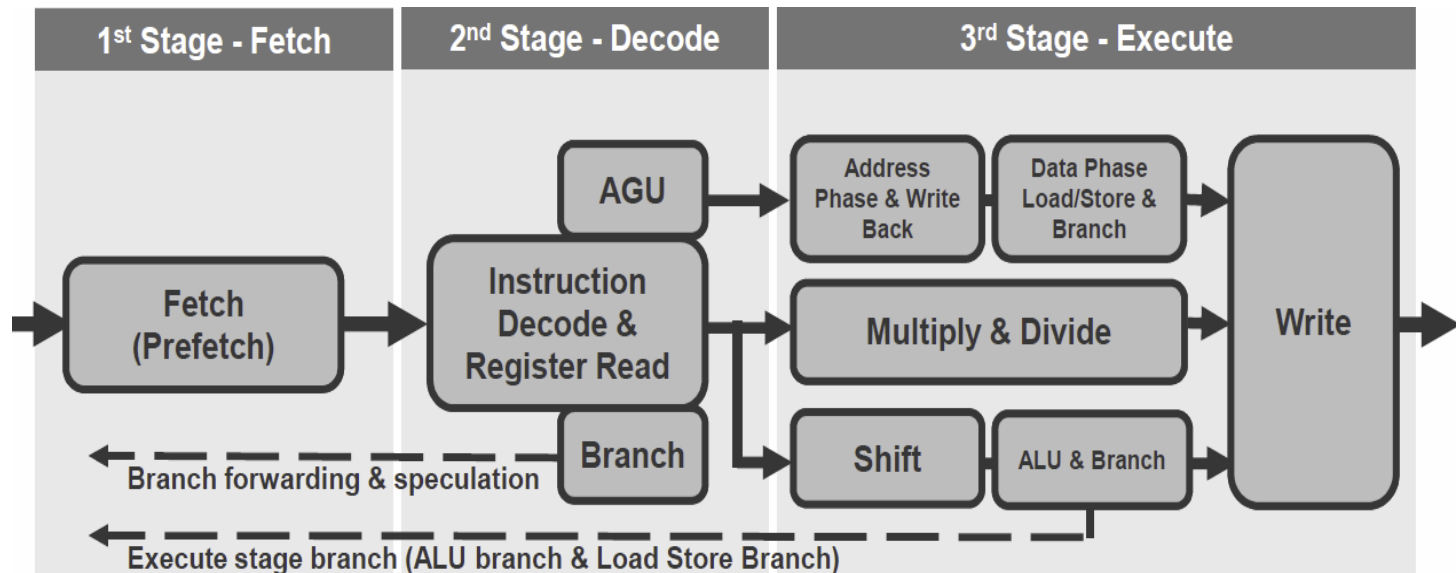 1st Stage - Fetch
2nd Stage - Decode
3rd Stage - Execute
Fetch
(Prefetch)
AGU
Instruction
Decode &
Register Read
Branch
Address
Phase & Write
Back
Data Phase
Load/Store &
Branch
Multiply & Divide
Shift
ALU & Branch
Write
Branch forwarding & speculation
Execute stage branch (ALU branch & Load Store Branch)